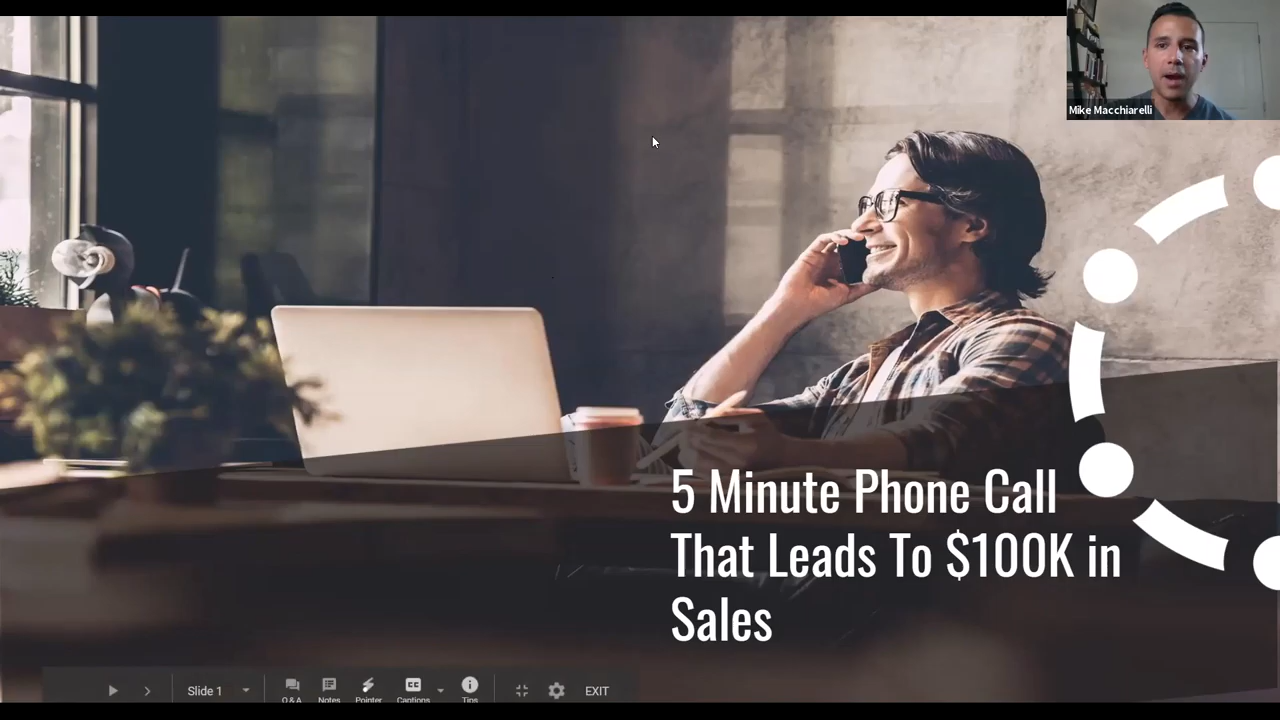 Mike Macchiarelli
5 Minute Phone Call
That Leads To $100K in
Sales
Slide 1
Q&A
Notes
Pointer
Captions
Tips
EXIT